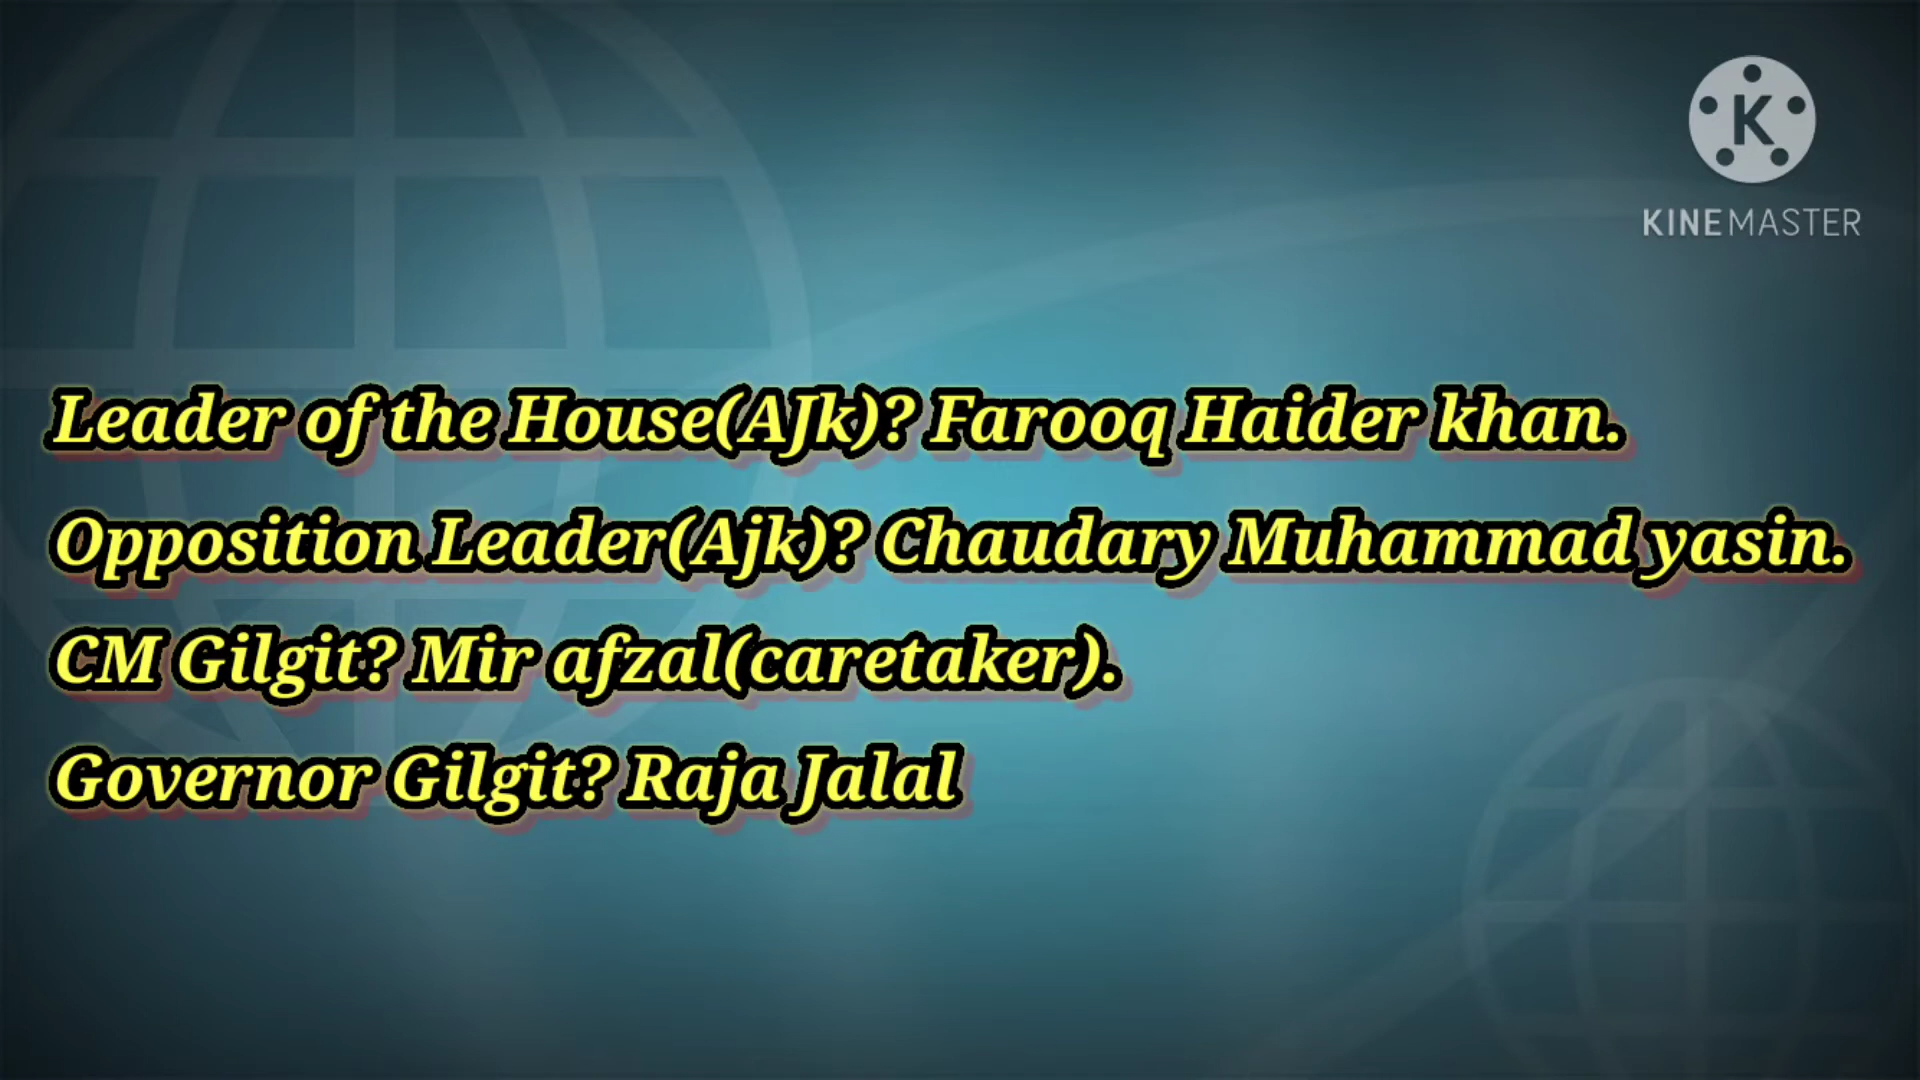 K
KINEMASTER
Leader of the House(AJk)? Farooq Haider khan.
Opposition Leader(Ajk)? Chaudary Muhammad yasin.
CM Gilgit? Mir afzal(caretaker).
Governor Gilgit? Raja Jalal